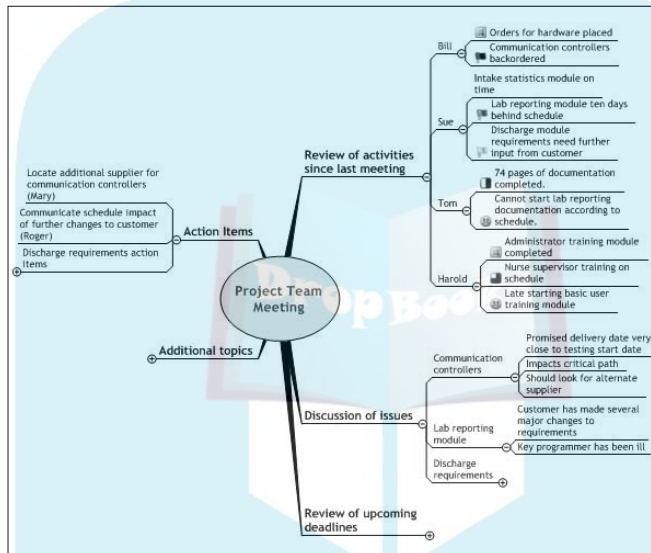 Project Team
Meeting
Review of activities
since last meeting
Bill
Orders for hardware placed
Communication controllers
backordered
Sue
Intake statistics module on
time
Lab reporting module ten days
behind schedule
Discharge module
requirements need further
input from customer
Tom
74 pages of documentation
completed.
Cannot start lab reporting
documentation according to
schedule.
Harold
Administrator training module
completed
Nurse supervisor training on
schedule
Late starting basic user
training module
Discussion of issues
Communication
controllers
Promised delivery date very
close to testing start date
Impacts critical path
Should look for alternate
supplier
Lab reporting
module
Customer has made several
major changes to
requirements
Key programmer has been ill
Discharge
requirements
Review of upcoming
deadlines
Additional topics
Action Items
Locate additional supplier for
communication controllers
(Mary)
Communicate schedule impact
of further changes to customer
(Roger)
Discharge requirements action
items